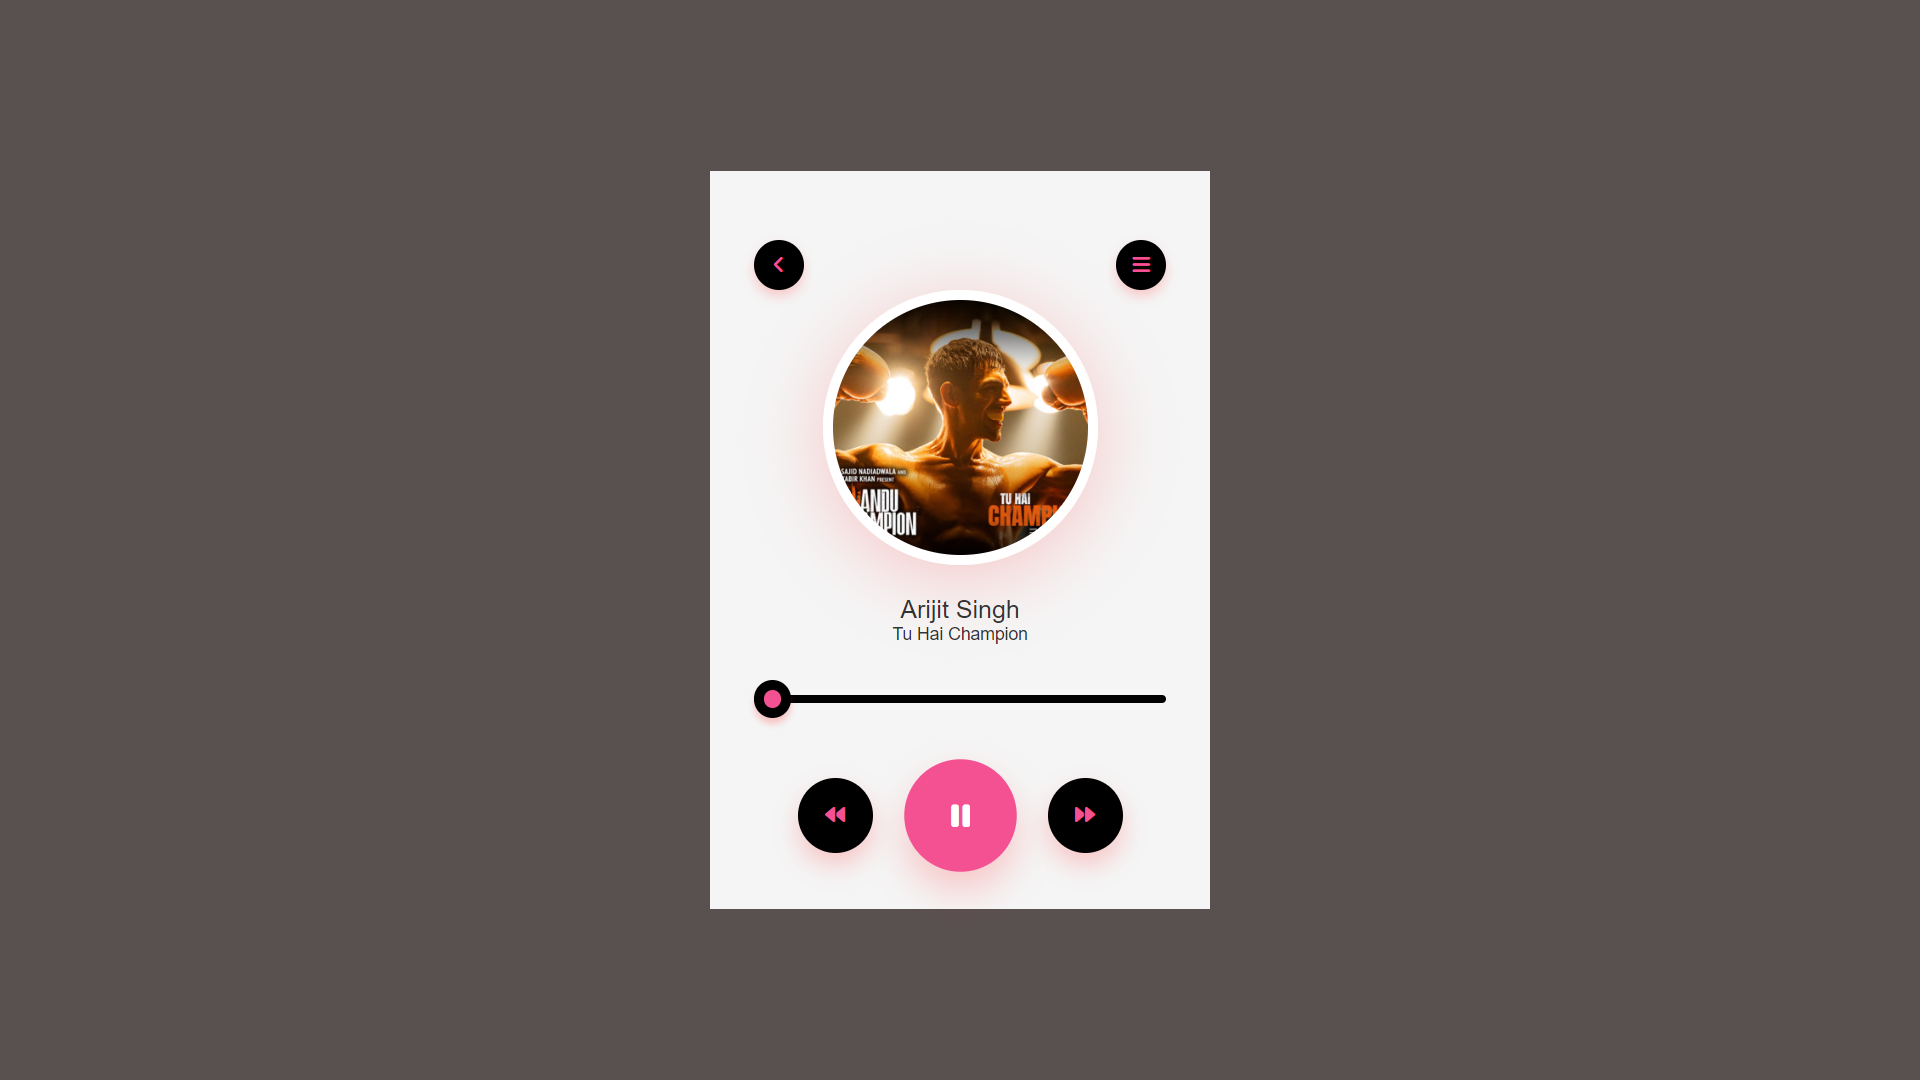 SAJID NADIADWALA AND
KABIR KHAN PRESENT
ANDU
MPION
TU HAI
CHAMPI
Arijit Singh
Tu Hai Champion